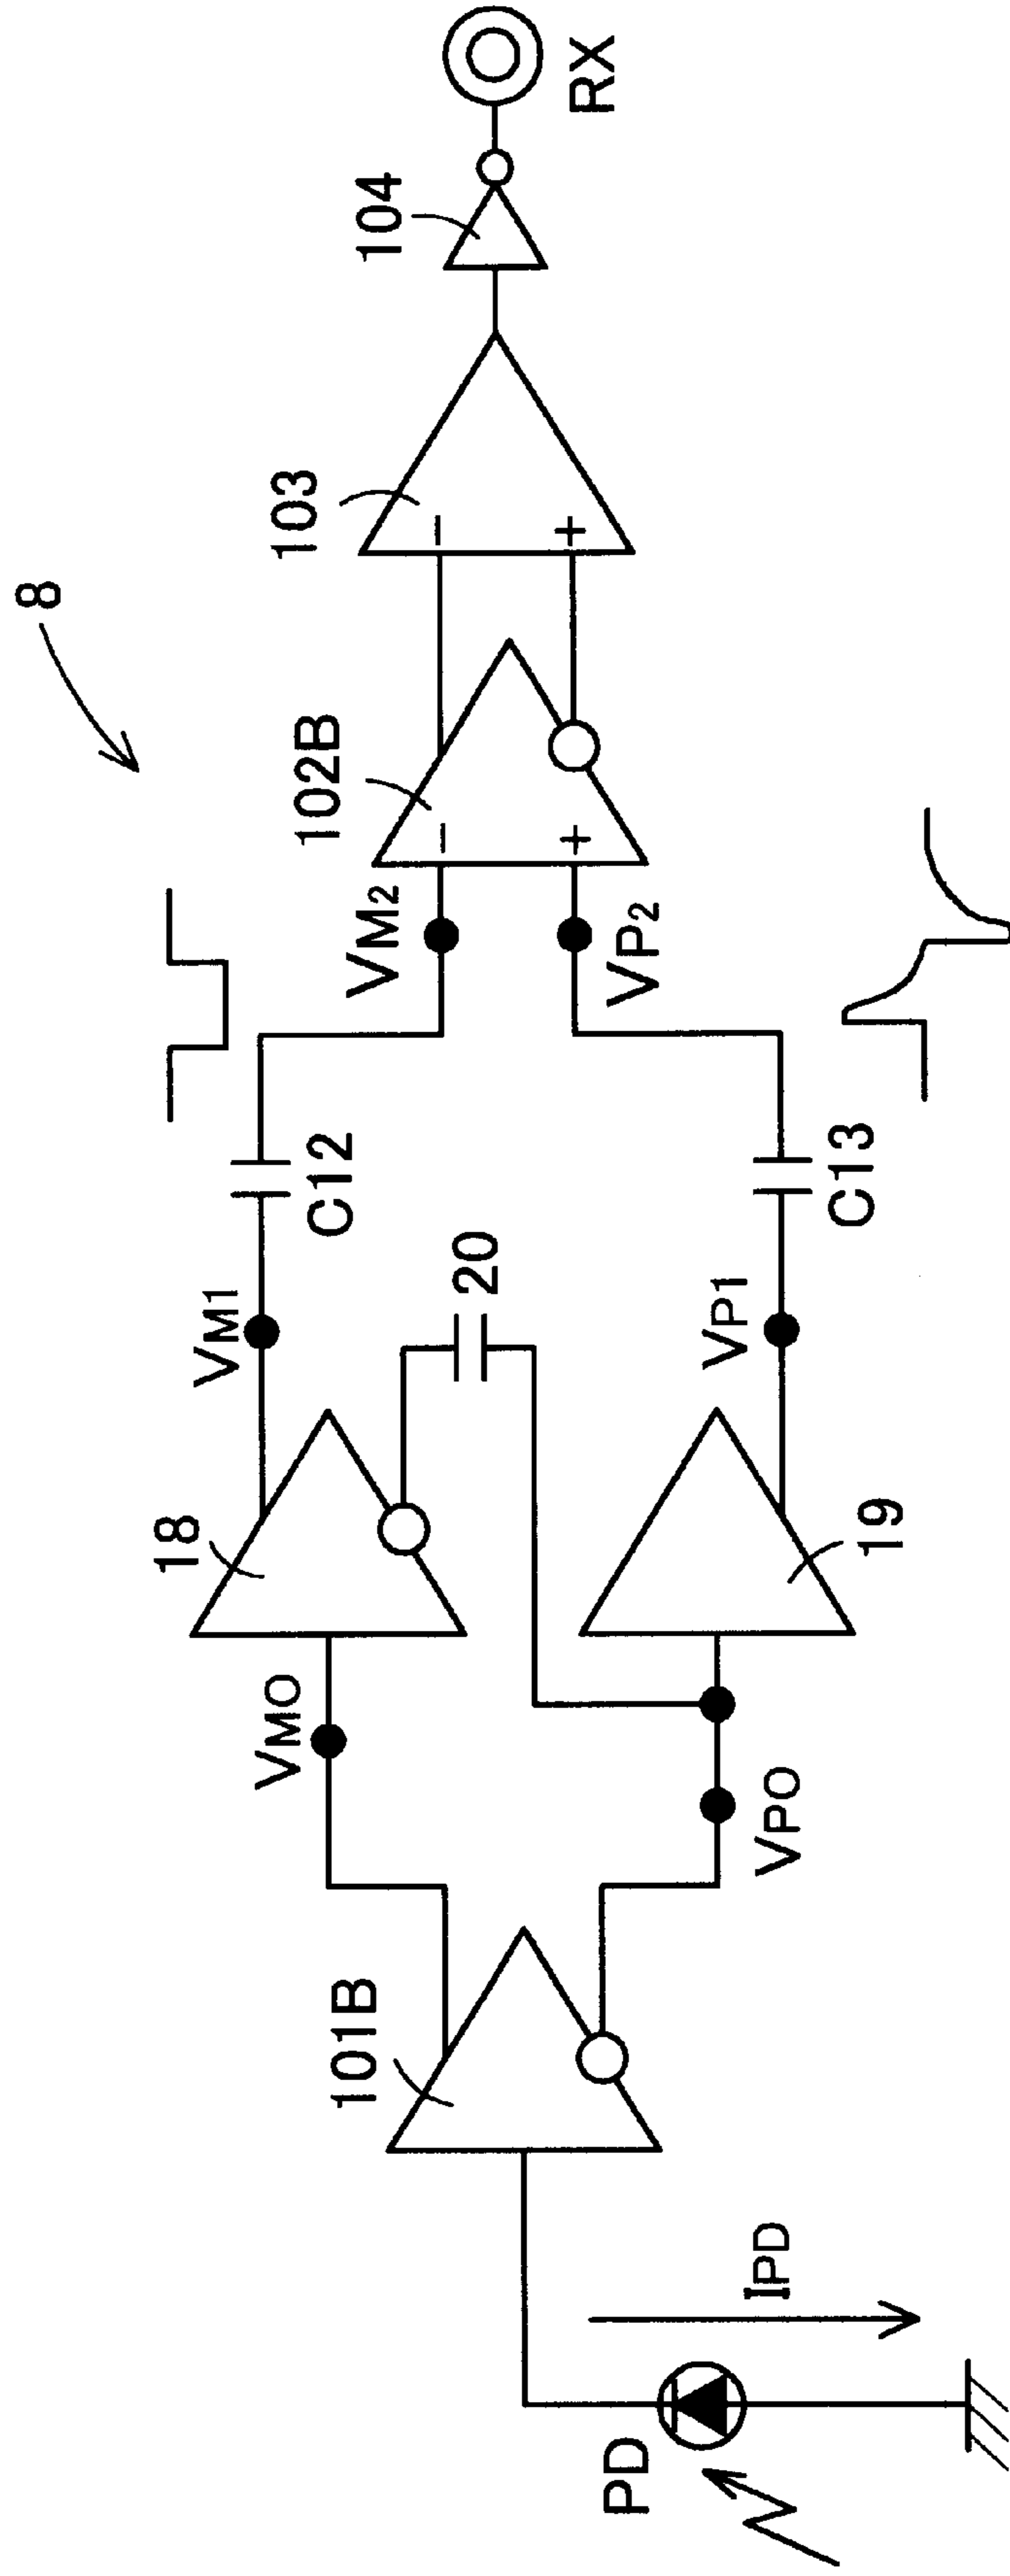 8
PD
IPD
101B
VMO
VPO
18
19
20
VM1
VP1
C12
C13
VM2
VP2
102B
−
+
103
−
+
104
RX